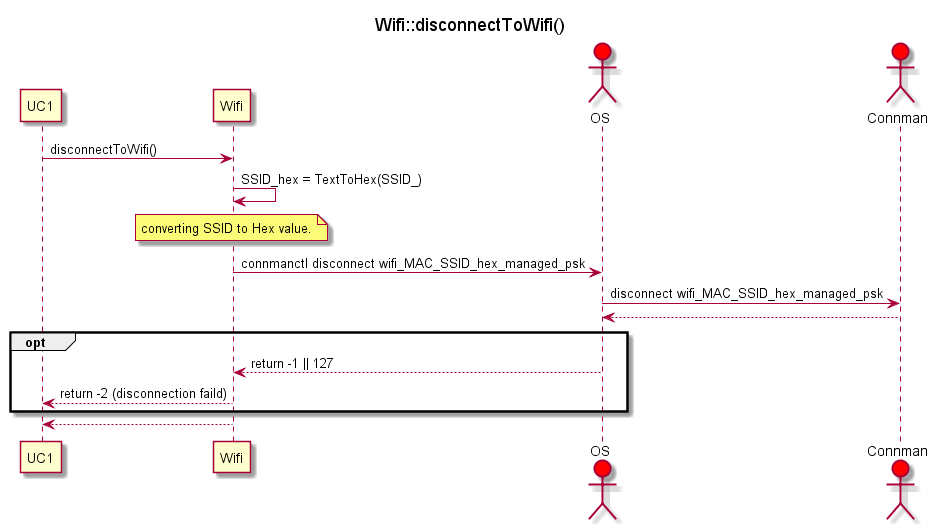 Wifi::disconnectToWifi()
UC1
Wifi
OS
Connman
disconnectToWifi()
SSID_hex = TextToHex(SSID_)
converting SSID to Hex value.
connmanctl disconnect wifi_MAC_SSID_hex_managed_psk
disconnect wifi_MAC_SSID_hex_managed_psk
opt
return -1 || 127
return -2 (disconnection faild)
UC1
Wifi
OS
Connman